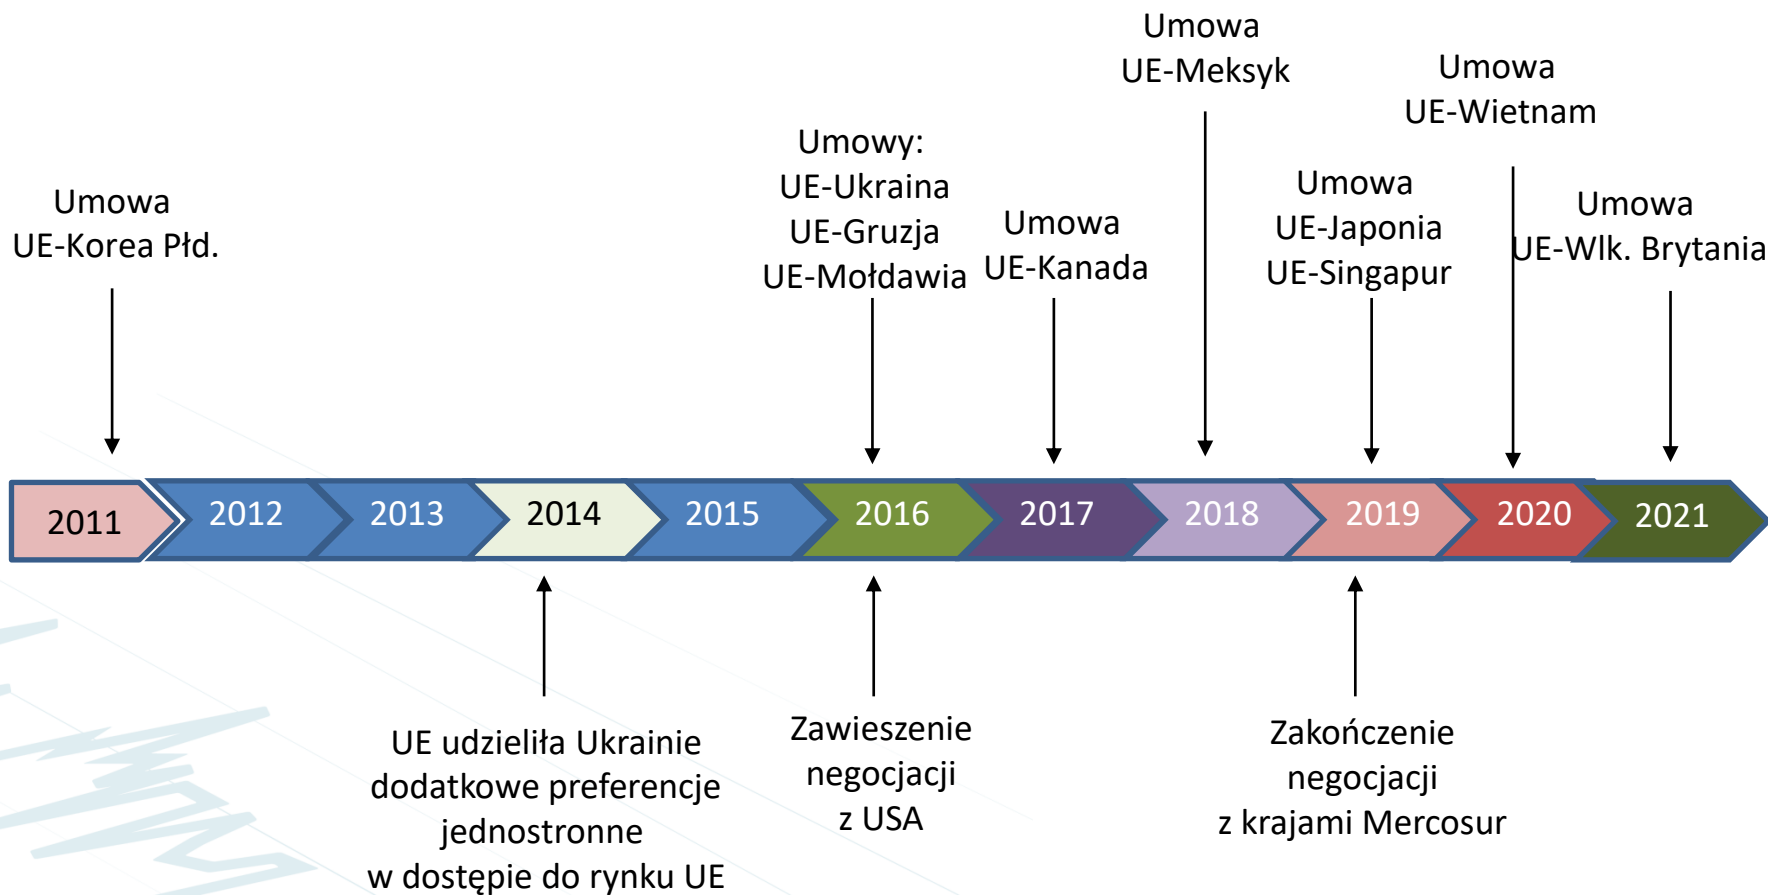 Umowa
UE-Korea Płd.
Umowy:
UE-Ukraina
UE-Gruzja
UE-Mołdawia
Umowa
UE-Kanada
Umowa
UE-Meksyk
Umowa
UE-Japonia
UE-Singapur
Umowa
UE-Wietnam
Umowa
UE-Wlk. Brytania
2011
2012
2013
2014
2015
2016
2017
2018
2019
2020
2021
UE udzieliła Ukrainie
dodatkowe preferencje
jednostronne
w dostępie do rynku UE
Zawieszenie
negocjacji
z USA
Zakończenie
negocjacji
z krajami Mercosur